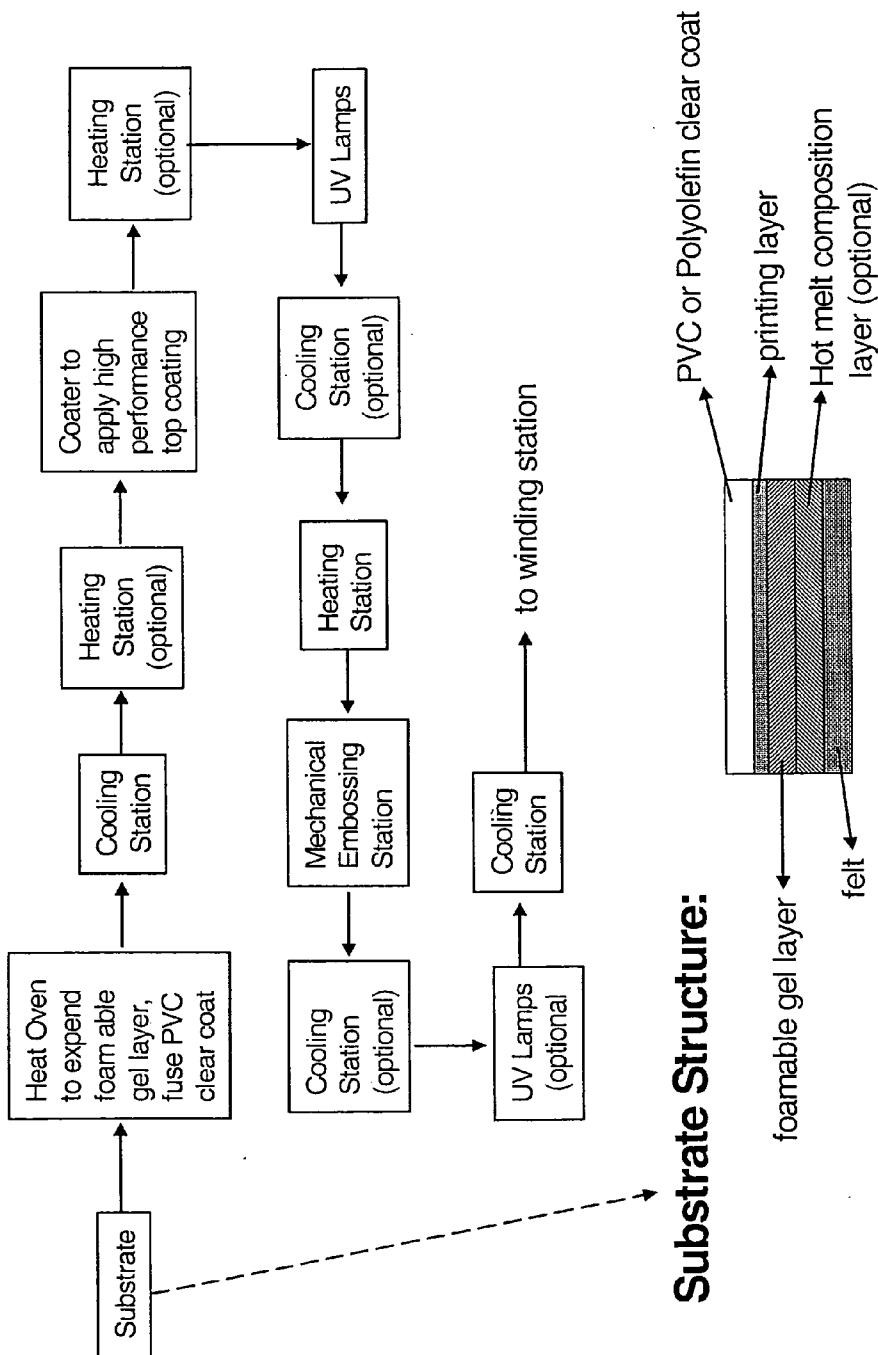 Substrate
Heat Oven
to expend
foam able
gel layer,
fuse PVC
clear coat
Cooling
Station
Heating
Station
(optional)
Coater to
apply high
performance
top coating
Heating
Station
(optional)
UV Lamps
Cooling
Station
(optional)
Heating
Station
Mechanical
Embossing
Station
Cooling
Station
(optional)
UV Lamps
(optional
Cooling
Station
to winding station
Substrate Structure:
PVC or Polyolefin clear coat
printing layer
Hot melt composition
layer (optional)
foamable gel layer
felt